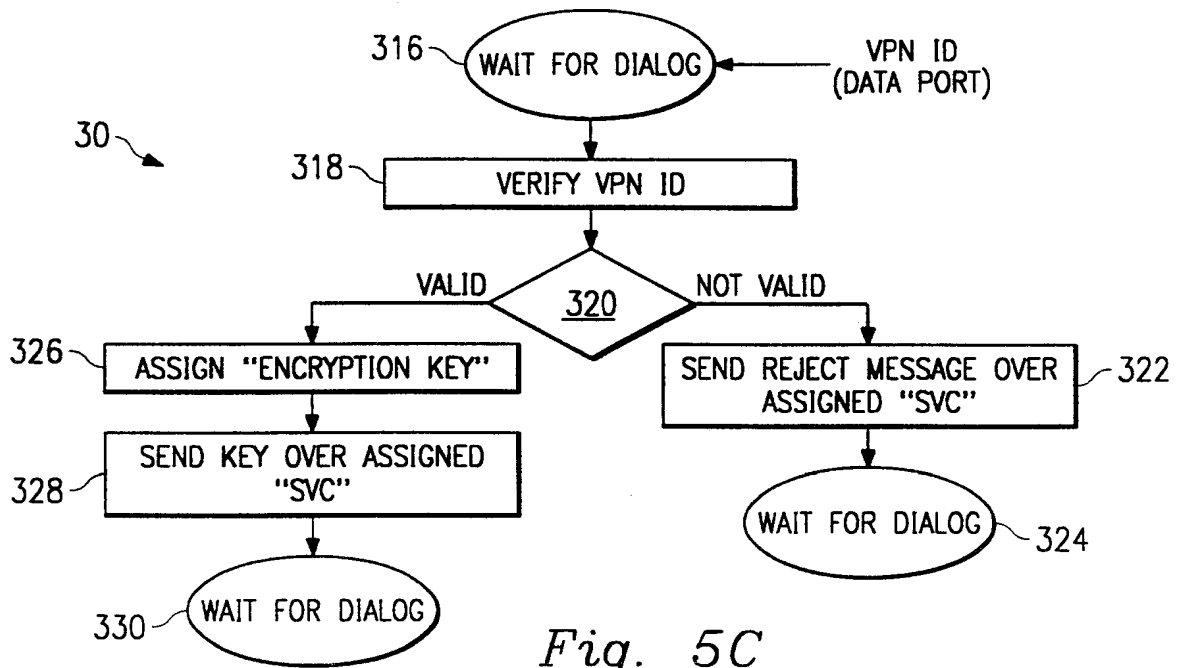 316
WAIT FOR DIALOG
VPN ID
(DATA PORT)
30
318
VERIFY VPN ID
VALID
320
NOT VALID
326
ASSIGN "ENCRYPTION KEY"
SEND REJECT MESSAGE OVER
ASSIGNED "SVC"
322
328
SEND KEY OVER ASSIGNED
"SVC"
WAIT FOR DIALOG
324
330
WAIT FOR DIALOG
Fig. 5C